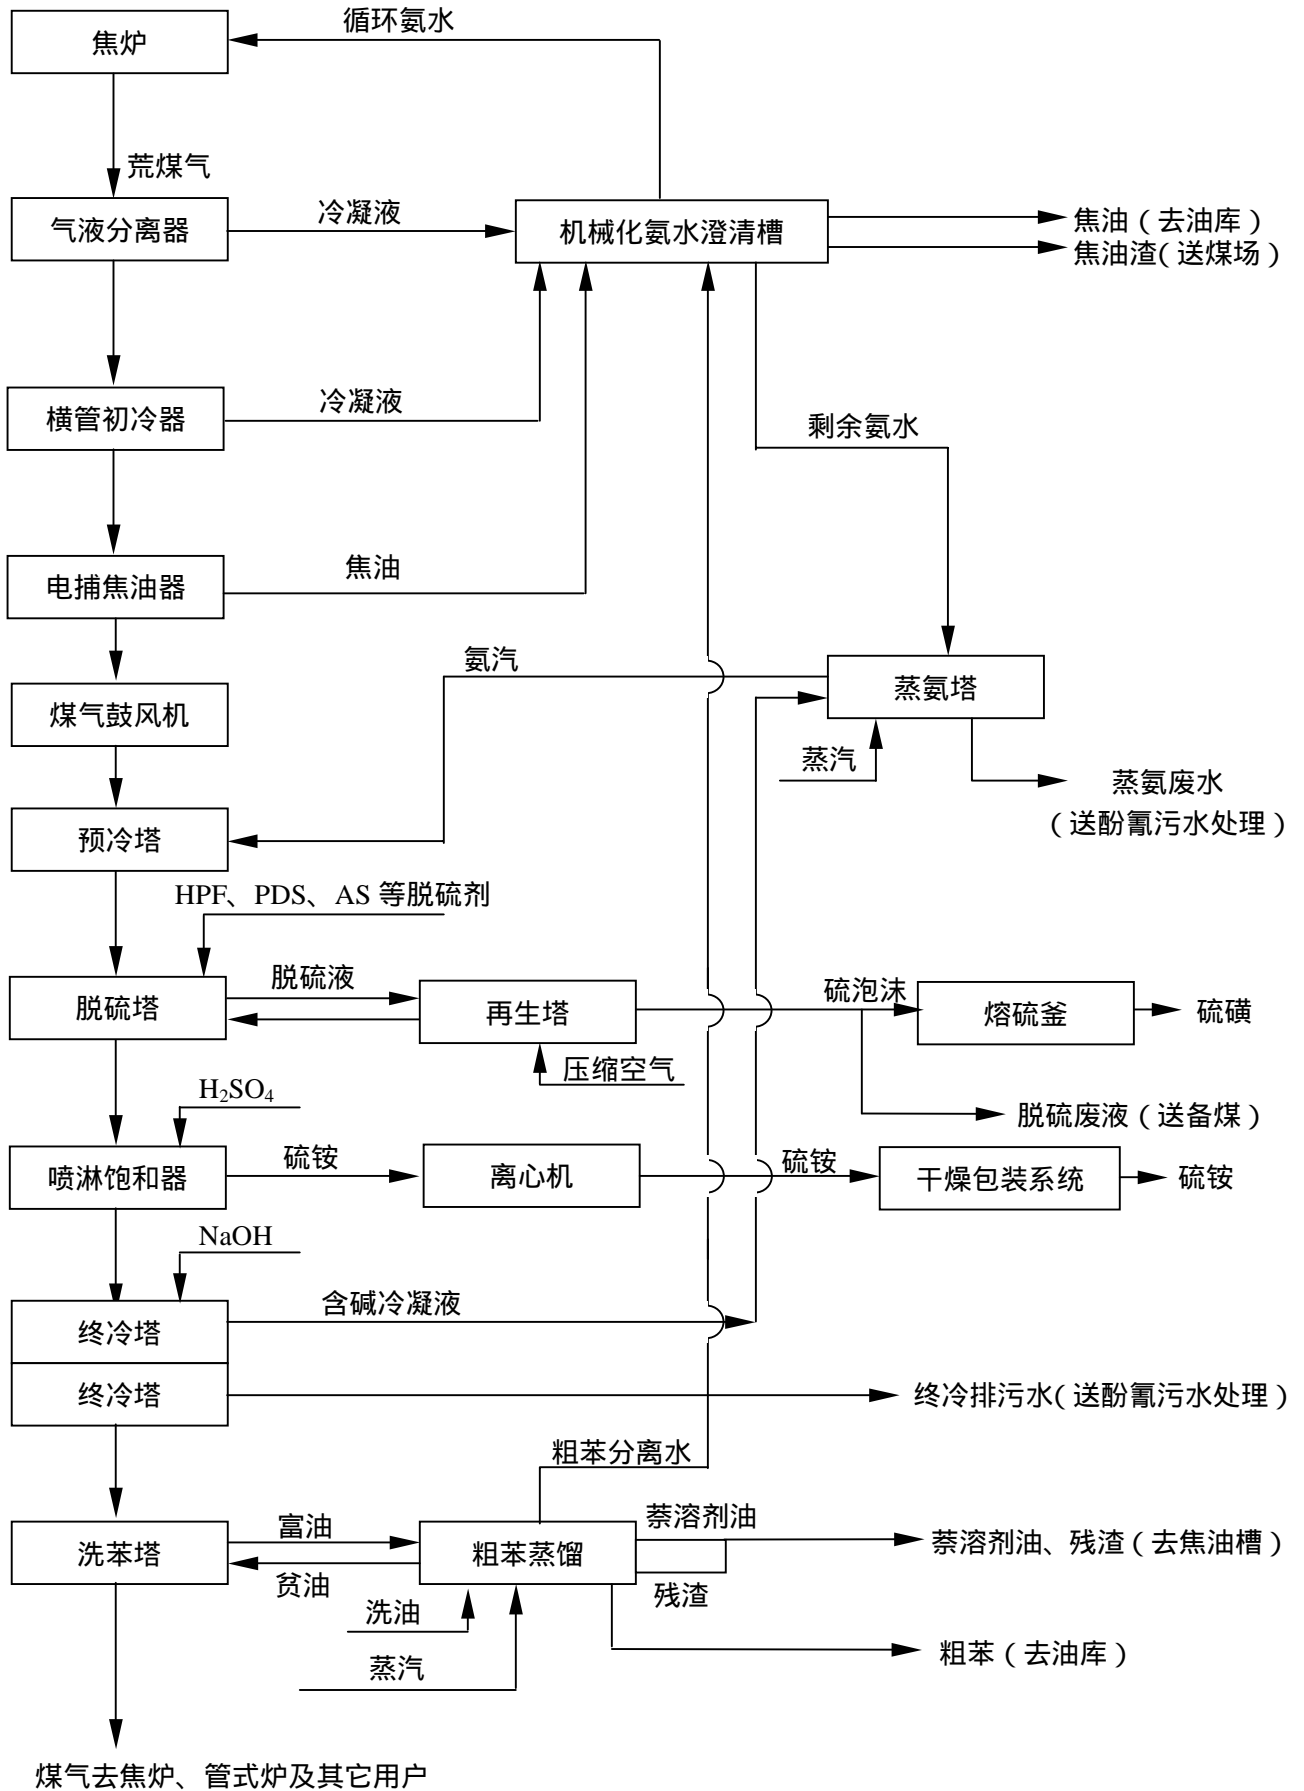 循环氨水
焦炉
荒煤气
气液分离器
冷凝液
机械化氨水澄清槽
焦油（去油库）
焦油渣（送煤场）
横管初冷器
冷凝液
剩余氨水
电捕焦油器
焦油
氨汽
蒸氨塔
煤气鼓风机
蒸汽
蒸氨废水
（送酚氰污水处理）
预冷塔
HPF、PDS、AS 等脱硫剂
脱硫塔
脱硫液
再生塔
硫泡沫
熔硫釜
硫磺
压缩空气
脱硫废液（送备煤）
H₂SO₄
喷淋饱和器
硫铵
离心机
硫铵
干燥包装系统
硫铵
NaOH
含碱冷凝液
终冷塔
终冷塔
终冷排污水（送酚氰污水处理）
粗苯分离水
洗苯塔
富油
贫油
粗苯蒸馏
萘溶剂油
残渣
萘溶剂油、残渣（去焦油槽）
洗油
蒸汽
粗苯（去油库）
煤气去焦炉、管式炉及其它用户